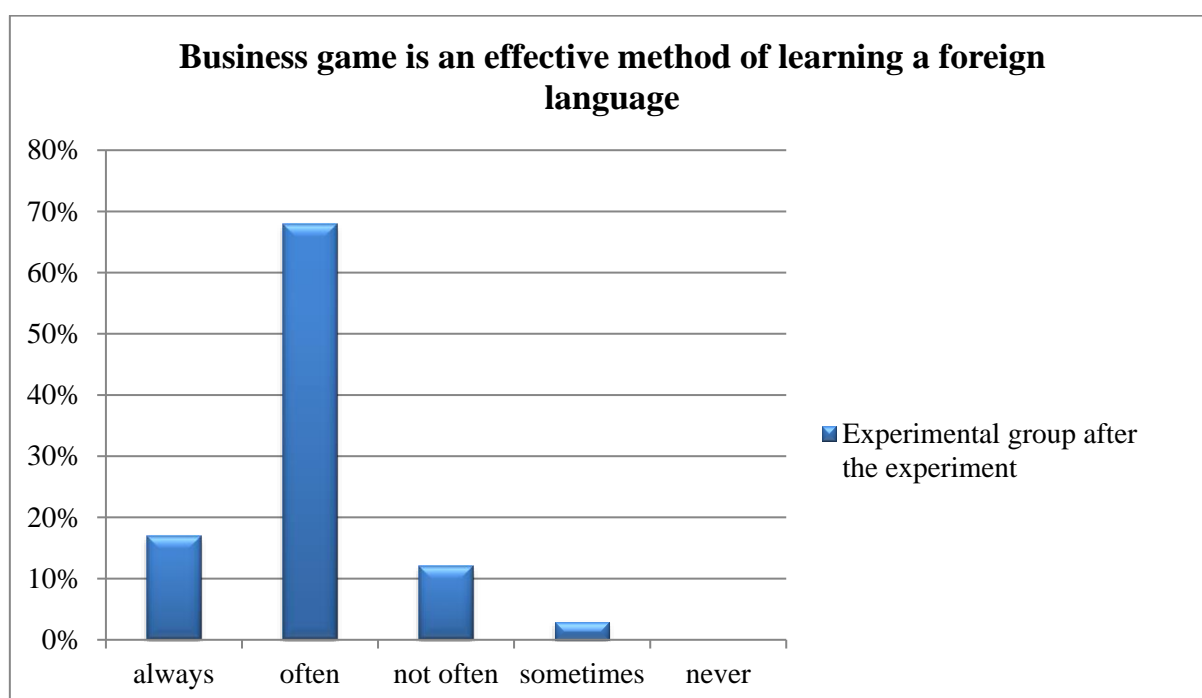 Business game is an effective method of learning a foreign
language
80%
70%
60%
50%
40%
30%
20%
10%
0%
always often not often sometimes never
Experimental group after
the experiment